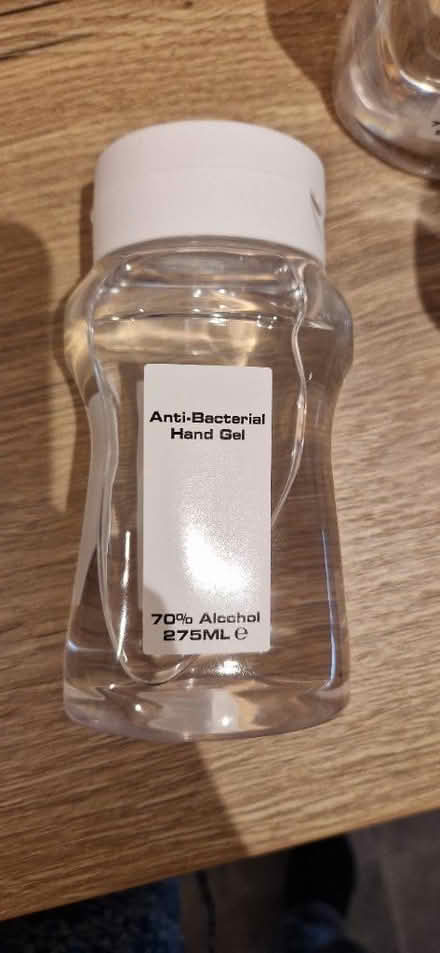 Anti-Bacterial
Hand Gel
70% Alcohol
275ML ℮